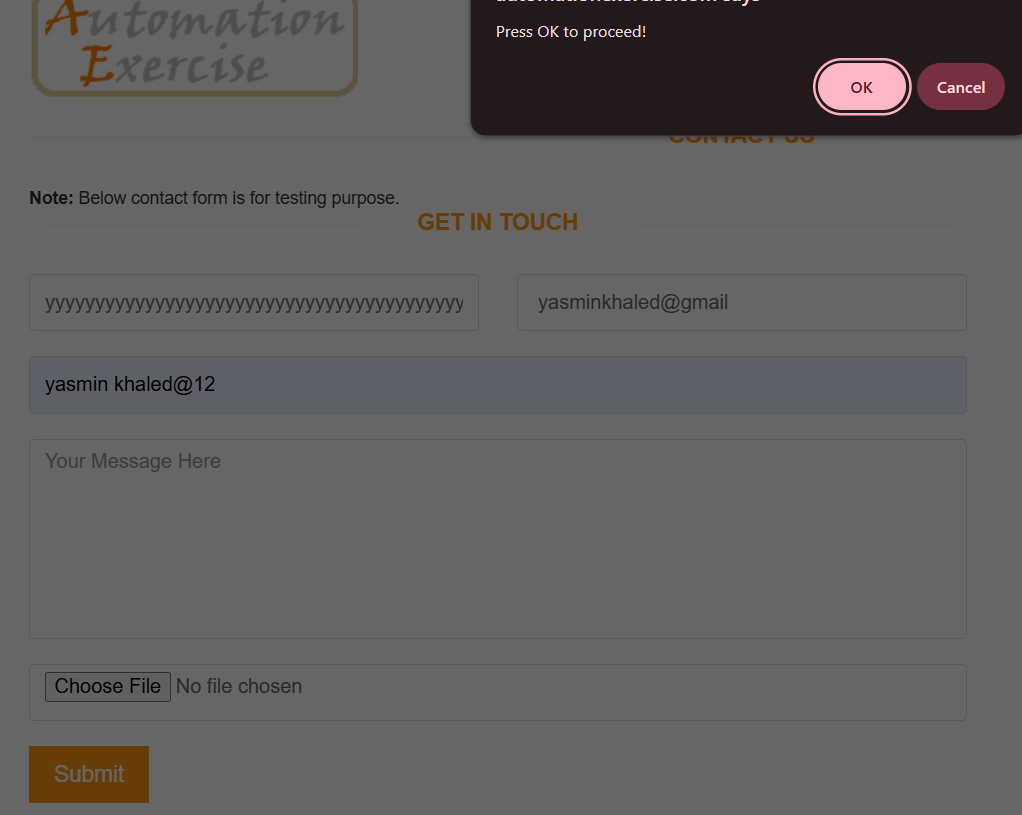 Automation
Exercise
Press OK to proceed!
OK
Cancel
CONTACT US
Note: Below contact form is for testing purpose.
GET IN TOUCH
yasminkhaled@gmail
yasmin khaled@12
Your Message Here
Choose File No file chosen
Submit